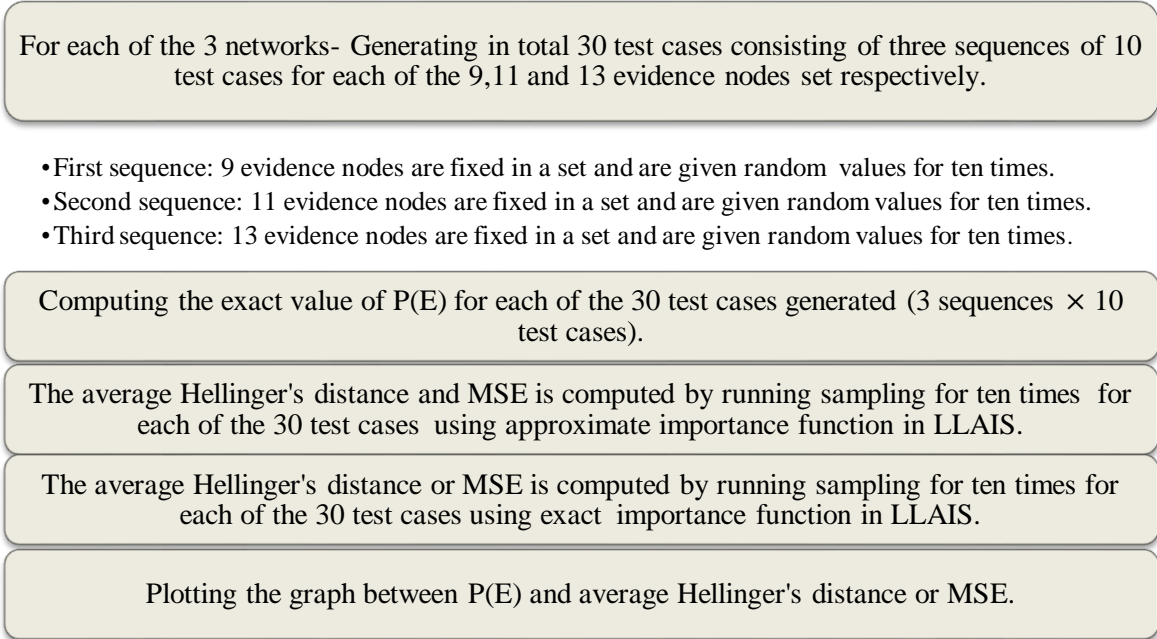 For each of the 3 networks- Generating in total 30 test cases consisting of three sequences of 10
test cases for each of the 9,11 and 13 evidence nodes set respectively.
•First sequence: 9 evidence nodes are fixed in a set and are given random values for ten times.
•Second sequence: 11 evidence nodes are fixed in a set and are given random values for ten times.
•Third sequence: 13 evidence nodes are fixed in a set and are given random values for ten times.
Computing the exact value of P(E) for each of the 30 test cases generated (3 sequences × 10
test cases).
The average Hellinger's distance and MSE is computed by running sampling for ten times for
each of the 30 test cases using approximate importance function in LLAIS.
The average Hellinger's distance or MSE is computed by running sampling for ten times for
each of the 30 test cases using exact importance function in LLAIS.
Plotting the graph between P(E) and average Hellinger's distance or MSE.